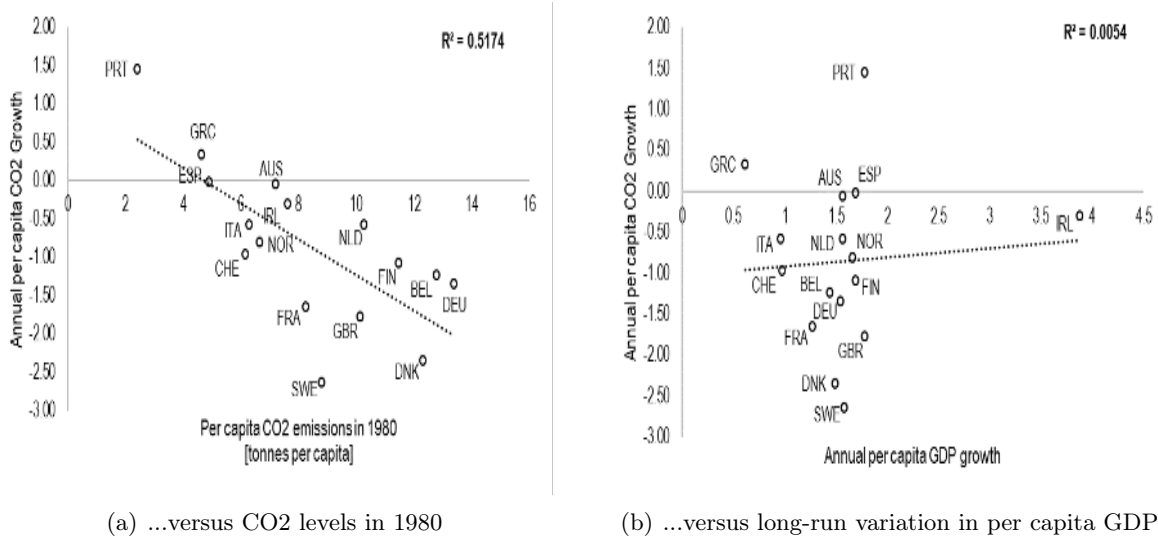 2.00
1.50
1.00
0.50
0.00
-0.50
-1.00
-1.50
-2.00
-2.50
-3.00
Annual per capita CO2 Growth
R² = 0.5174
PRT
GRC
ESP
AUS
0 2 4 6 8 10 12 14 16
IRL
ITA
NOR
NLD
CHE
FIN
BEL
DEU
FRA
GBR
DNK
SWE
Per capita CO2 emissions in 1980
[tonnes per capita]
2.00
1.50
1.00
0.50
0.00
-0.50
-1.00
-1.50
-2.00
-2.50
-3.00
Annual per capita CO2 Growth
R² = 0.0054
PRT
GRC
AUS
ESP
0 0.5 1 1.5 2 2.5 3 3.5 4 4.5
IRL
ITA
NLD
NOR
CHE
BEL
FIN
DEU
FRA
GBR
DNK
SWE
Annual per capita GDP growth
(a) ...versus CO2 levels in 1980
(b) ...versus long-run variation in per capita GDP